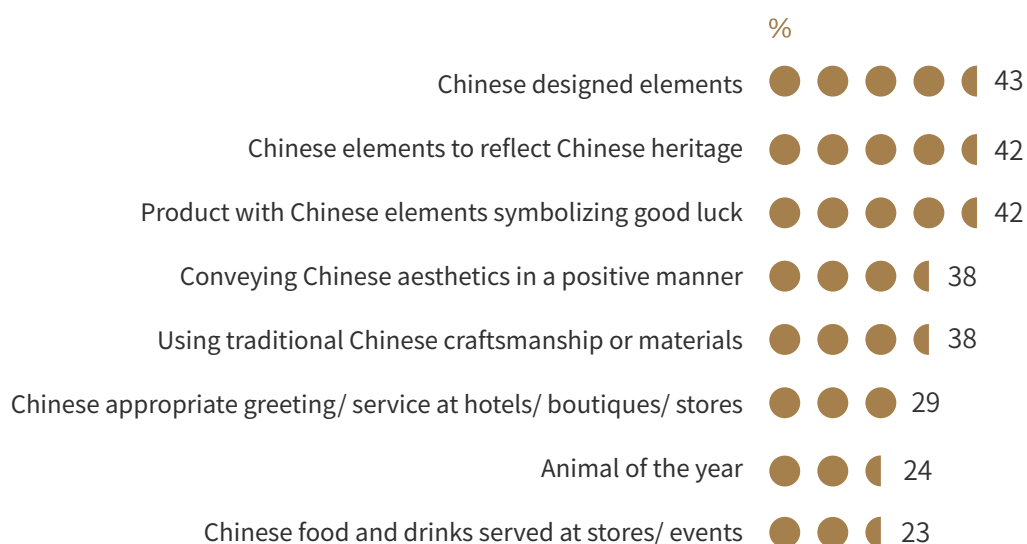 %
Chinese designed elements 43
Chinese elements to reflect Chinese heritage 42
Product with Chinese elements symbolizing good luck 42
Conveying Chinese aesthetics in a positive manner 38
Using traditional Chinese craftsmanship or materials 38
Chinese appropriate greeting/ service at hotels/ boutiques/ stores 29
Animal of the year 24
Chinese food and drinks served at stores/ events 23